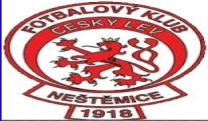 FOTBALOVÝ KLUB
ČESKÝ LEV
NEŠTĚMICE
1918